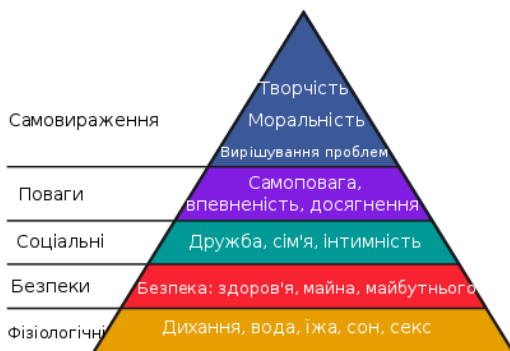 Творчість
Самовираження
Моральність
Вирішування проблем
Поваги
Самоповага,
впевненість, досягнення
Соціальні
Дружба, сім'я, інтимність
Безпеки
Безпека: здоров'я, майна, майбутнього
Фізіологічні
Дихання, вода, їжа, сон, секс